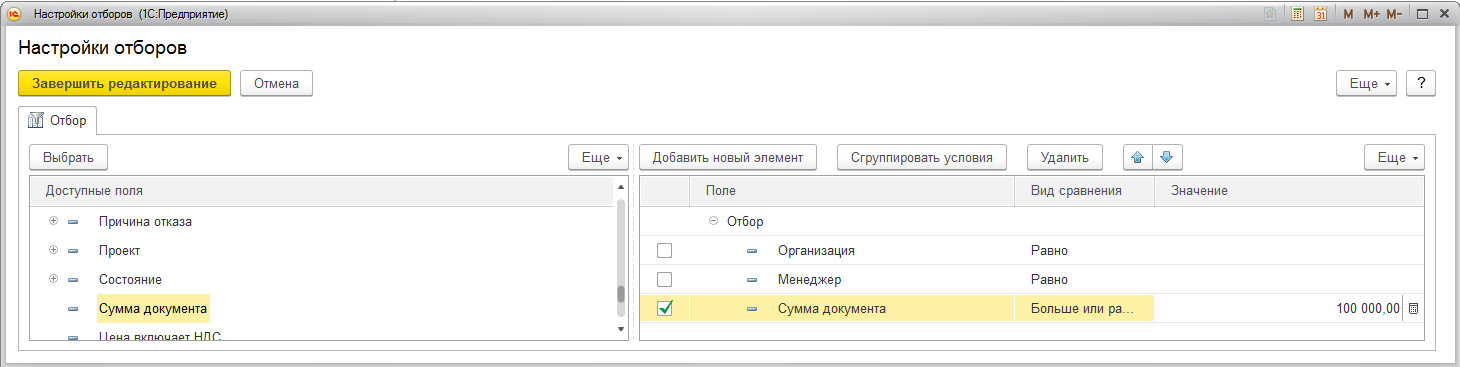 Настройки отборов (1С:Предприятие) 31 M M+ M-
Настройки отборов
Завершить редактирование Отмена Еще ?
Отбор
Выбрать Еще Добавить новый элемент Сгруппировать условия Удалить Еще
Доступные поля Поле Вид сравнения Значение
Причина отказа Отбор
Проект Организация Равно
Состояние Менеджер Равно
Сумма документа Сумма документа Больше или ра... 100 000,00
Цена включает НДС